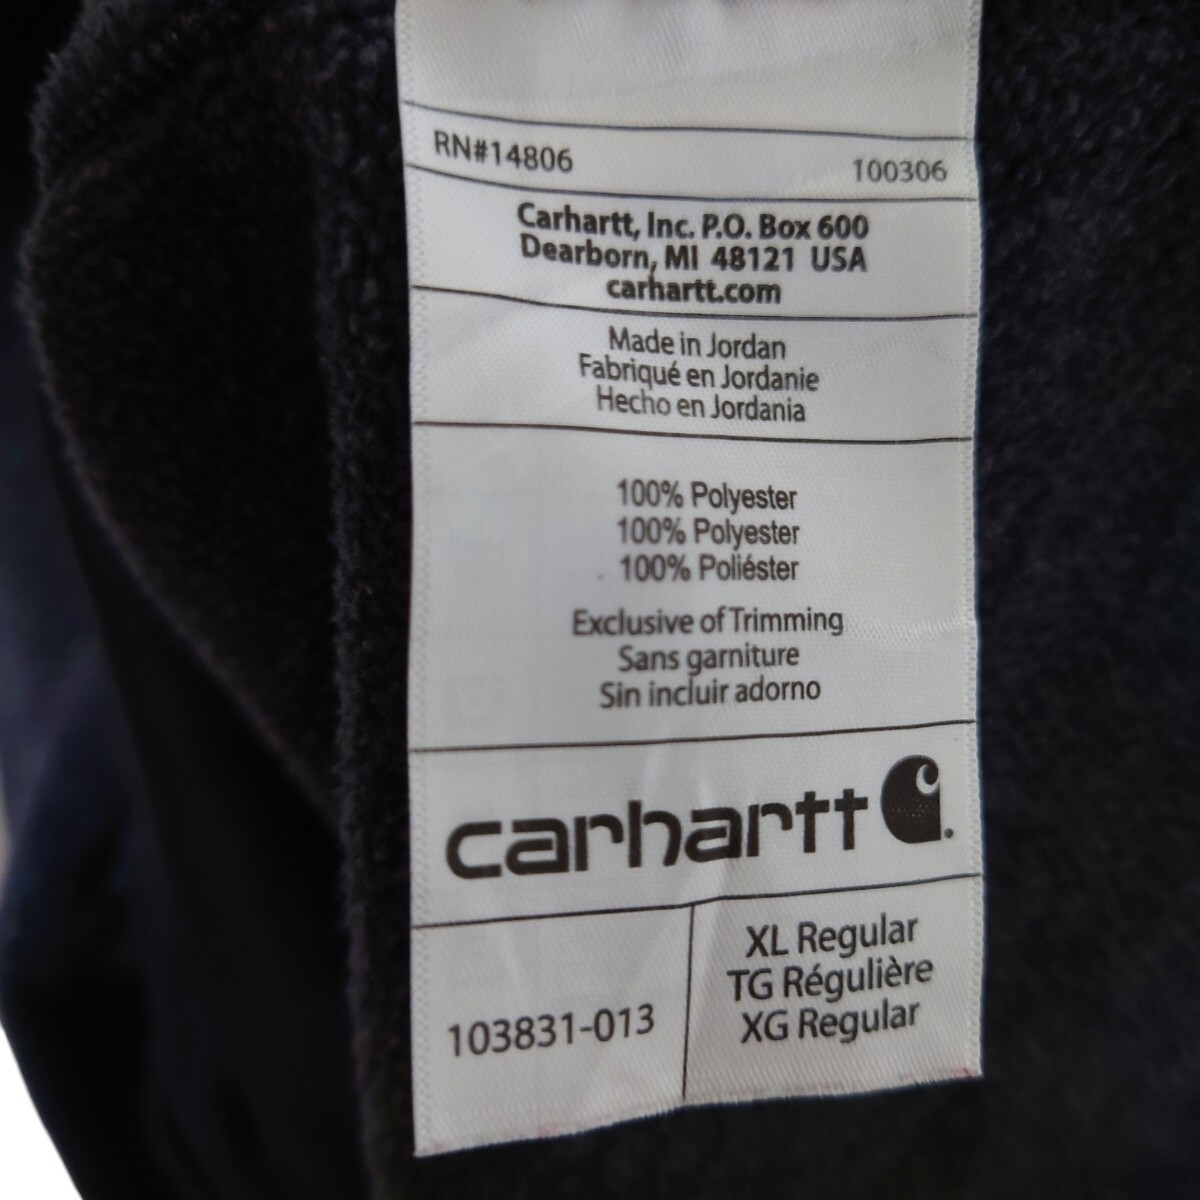 RN#14806 100306
Carhartt, Inc. P.O. Box 600
Dearborn, MI 48121 USA
carhartt.com
Made in Jordan
Fabriqué en Jordanie
Hecho en Jordania
100% Polyester
100% Polyester
100% Poliéster
Exclusive of Trimming
Sans garniture
Sin incluir adorno
carhartt
103831-013
XL Regular
TG Régulière
XG Regular